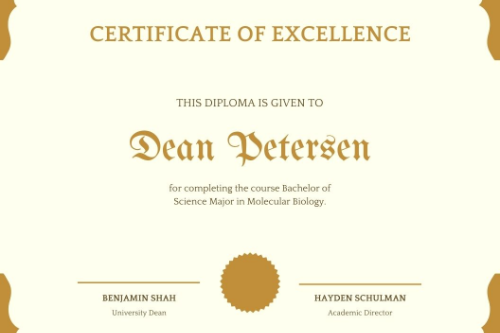 CERTIFICATE OF EXCELLENCE
THIS DIPLOMA IS GIVEN TO
Dean Petersen
for completing the course Bachelor of
Science Major in Molecular Biology.
BENJAMIN SHAH
University Dean
HAYDEN SCHULMAN
Academic Director